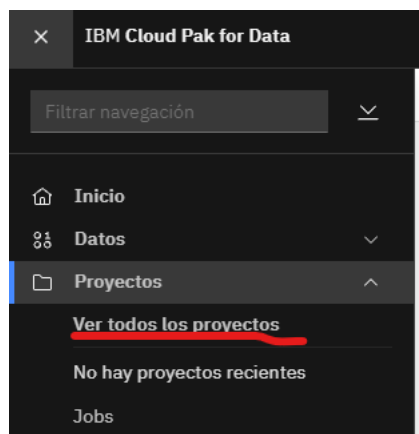 IBM Cloud Pak for Data
Filtrar navegación
Inicio
Datos
Proyectos
Ver todos los proyectos
No hay proyectos recientes
Jobs